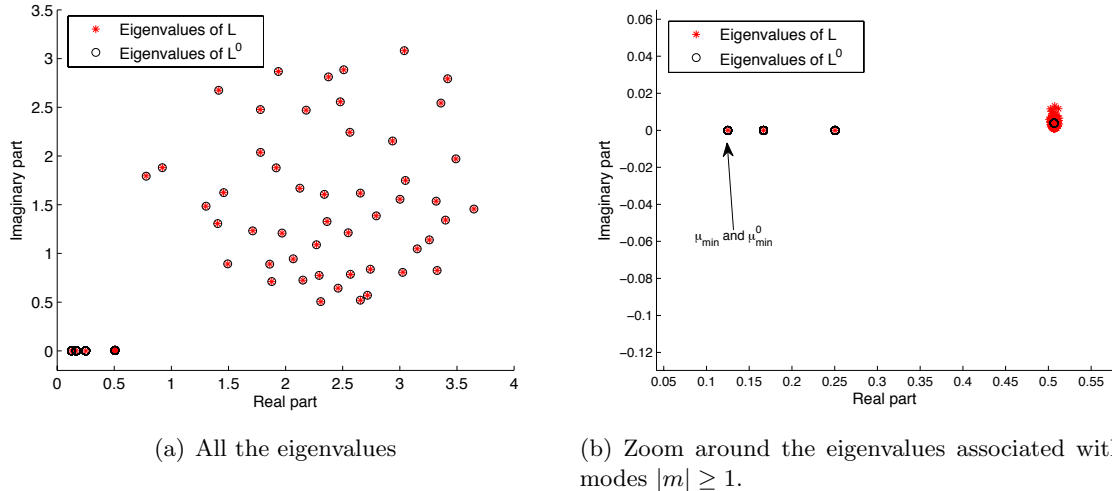 Eigenvalues of L
Eigenvalues of L^0
3.5
3
2.5
2
1.5
1
0.5
0
Imaginary part
0 0.5 1 1.5 2 2.5 3 3.5 4
Real part
(a) All the eigenvalues
Eigenvalues of L
Eigenvalues of L^0
0.06
0.04
0.02
0
−0.02
−0.04
−0.06
−0.08
−0.1
−0.12
Imaginary part
μ_min and μ^0_min
0.05 0.1 0.15 0.2 0.25 0.3 0.35 0.4 0.45 0.5 0.55
Real part
(b) Zoom around the eigenvalues associated with
modes |m| ≥ 1.